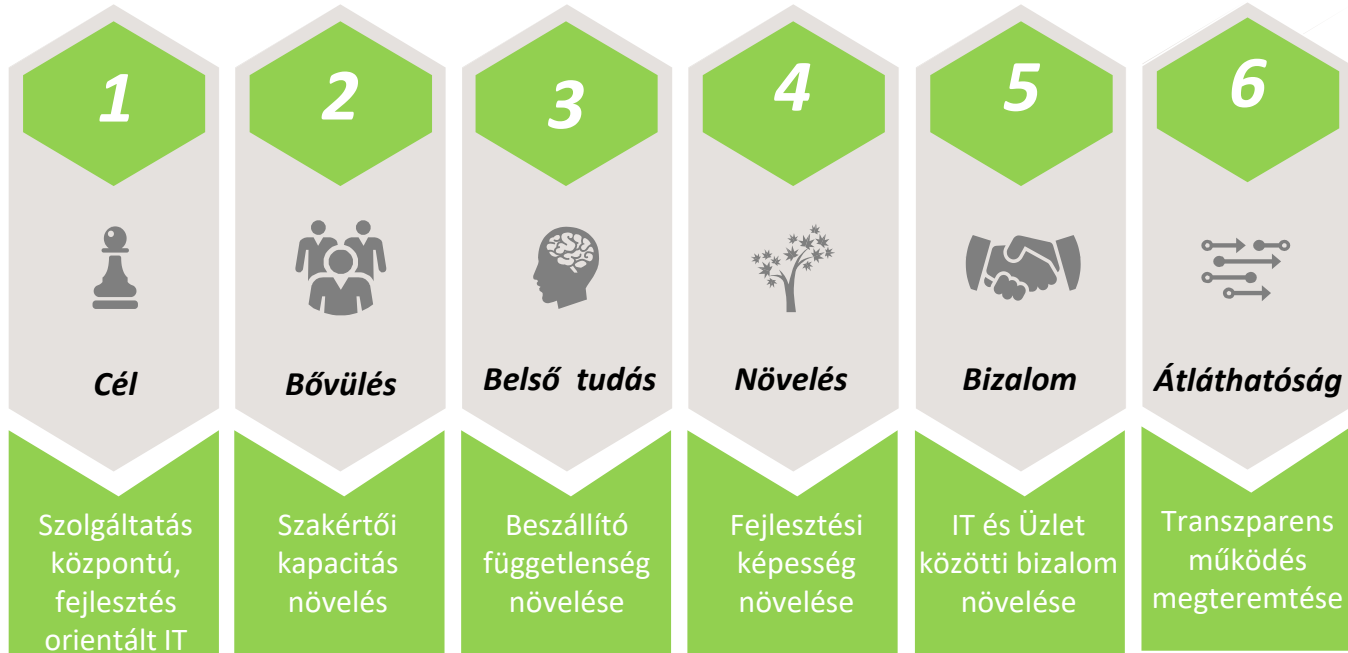 1
2
3
4
5
6
Cél
Bővülés
Belső tudás
Növelés
Bizalom
Átláthatóság
Szolgáltatás
központú,
fejlesztés
orientált IT
Szakértői
kapacitás
növelés
Beszállító
függetlenség
növelése
Fejlesztési
képesség
növelése
IT és Üzlet
közötti bizalom
növelése
Transzparens
működés
megteremtése